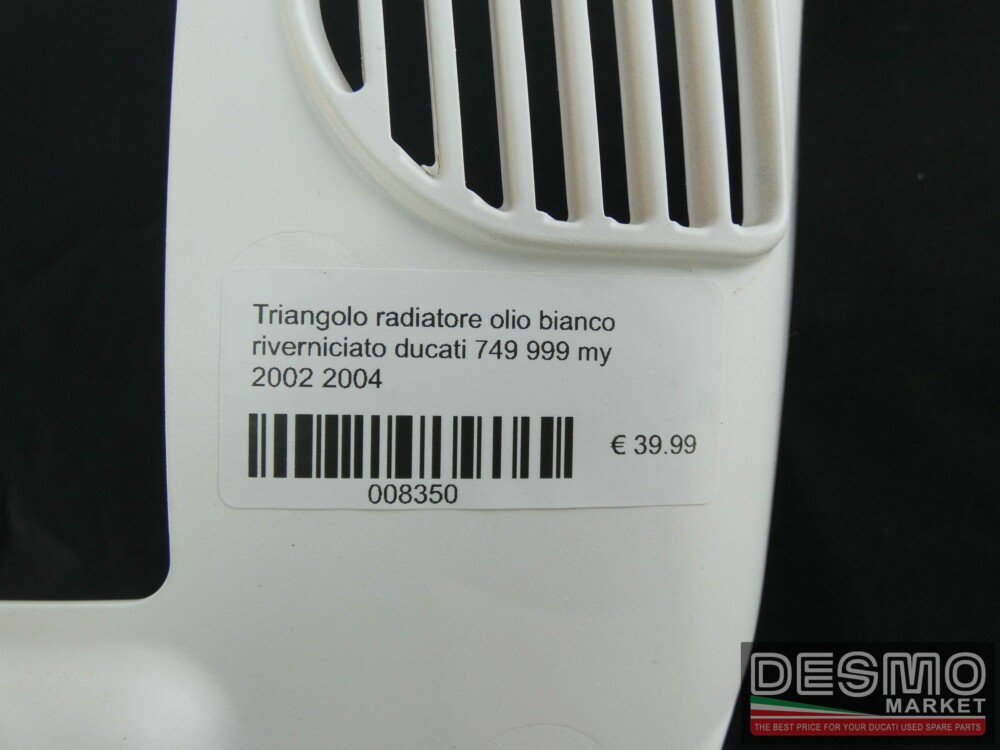 Triangolo radiatore olio bianco
riverniciato ducati 749 999 my
2002 2004
€ 39.99
008350
DESMO
MARKET
THE BEST PRICE FOR YOUR DUCATI USED SPARE PARTS